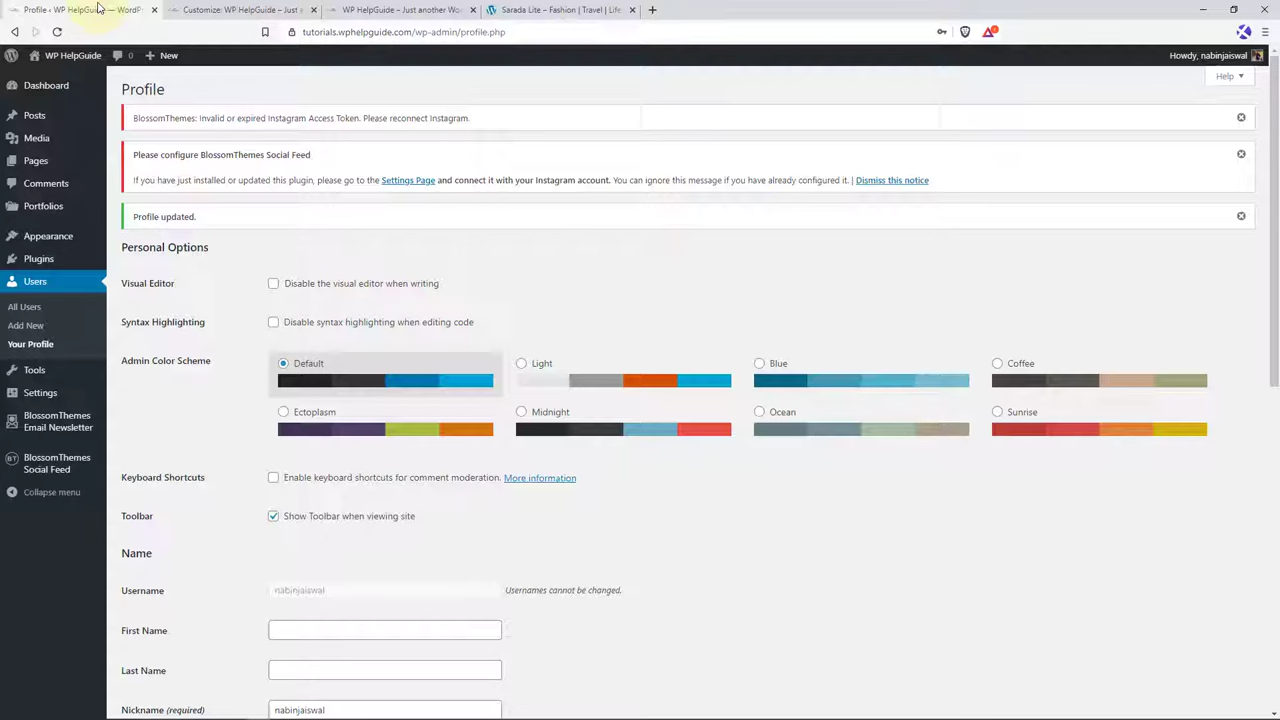 Profile ‹ WP HelpGuide — WordPr
Customize: WP HelpGuide – Just a
WP HelpGuide – Just another Wor
Sarada Lite – Fashion | Travel | Life
tutorials.wphelpguide.com/wp-admin/profile.php
WP HelpGuide
0
New
Howdy, nabinjaiswal
Help
Dashboard
Posts
Media
Pages
Comments
Portfolios
Appearance
Plugins
Users
All Users
Add New
Your Profile
Tools
Settings
BlossomThemes
Email Newsletter
BT
BlossomThemes
Social Feed
Collapse menu
Profile
BlossomThemes: Invalid or expired Instagram Access Token. Please reconnect Instagram.
Please configure BlossomThemes Social Feed
If you have just installed or updated this plugin, please go to the Settings Page and connect it with your Instagram account. You can ignore this message if you have already configured it. | Dismiss this notice
Profile updated.
Personal Options
Visual Editor
Disable the visual editor when writing
Syntax Highlighting
Disable syntax highlighting when editing code
Admin Color Scheme
Default
Light
Blue
Coffee
Ectoplasm
Midnight
Ocean
Sunrise
Keyboard Shortcuts
Enable keyboard shortcuts for comment moderation. More information
Toolbar
Show Toolbar when viewing site
Name
Username
nabinjaiswal
Usernames cannot be changed.
First Name
Last Name
Nickname (required)
nabinjaiswal